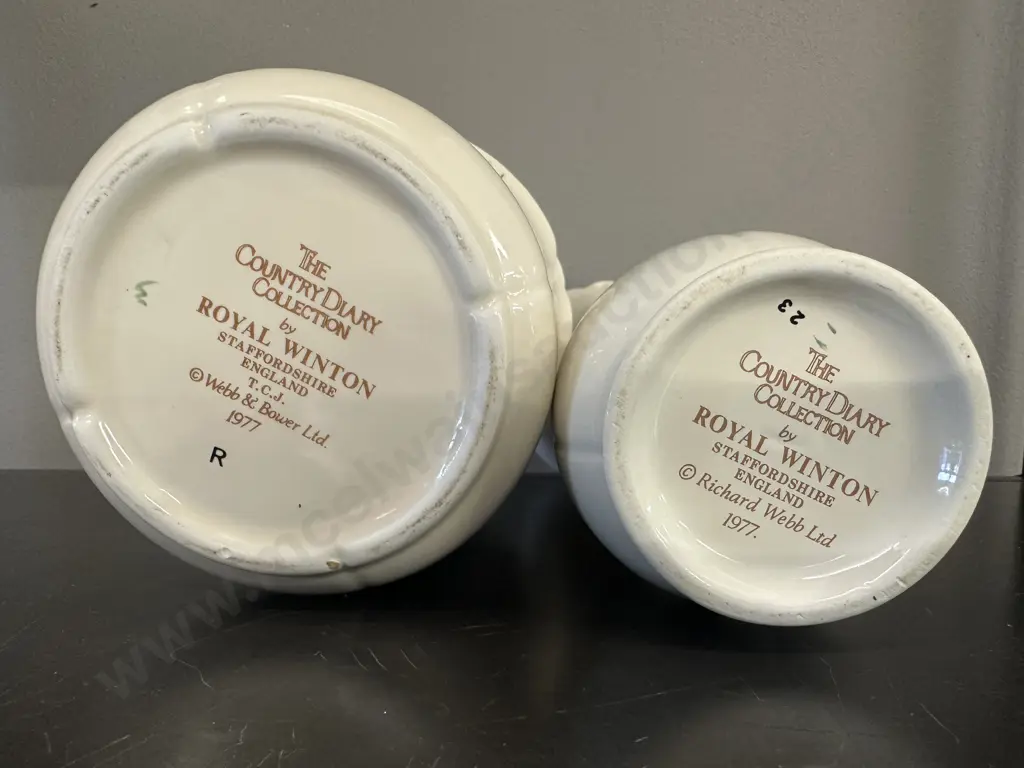 THE
COUNTRY DIARY
COLLECTION
by
ROYAL WINTON
STAFFORDSHIRE
ENGLAND
T.C.J.
© Webb & Bower Ltd.
1977
R
23
THE
COUNTRY DIARY
COLLECTION
by
ROYAL WINTON
STAFFORDSHIRE
ENGLAND
© Richard Webb Ltd
1977.